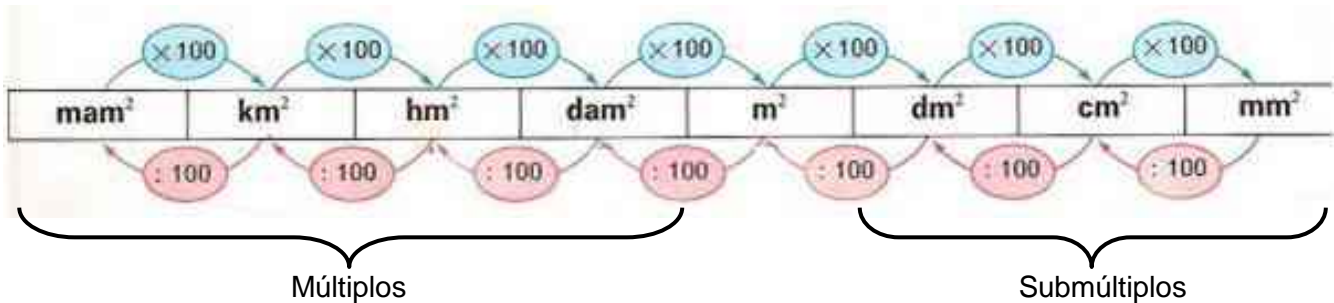 ×100 ×100 ×100 ×100 ×100 ×100 ×100
mam² km² hm² dam² m² dm² cm² mm²
: 100 : 100 : 100 : 100 : 100 : 100 : 100
Múltiplos Submúltiplos